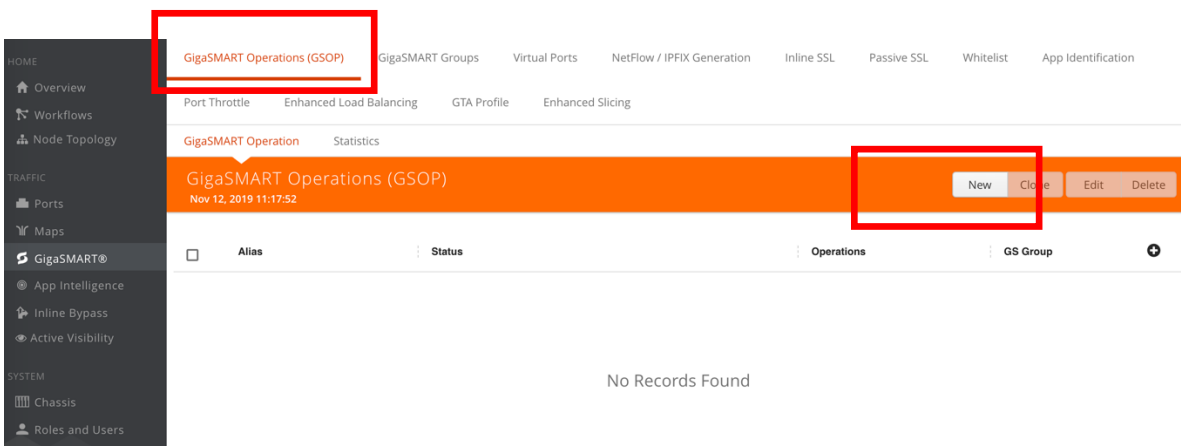 HOME
Overview
Workflows
Node Topology
TRAFFIC
Ports
Maps
GigaSMART®
App Intelligence
Inline Bypass
Active Visibility
SYSTEM
Chassis
Roles and Users
GigaSMART Operations (GSOP) GigaSMART Groups Virtual Ports NetFlow / IPFIX Generation Inline SSL Passive SSL Whitelist App Identification
Port Throttle Enhanced Load Balancing GTA Profile Enhanced Slicing
GigaSMART Operation Statistics
GigaSMART Operations (GSOP)
Nov 12, 2019 11:17:52
New Clone Edit Delete
Alias Status Operations GS Group
No Records Found